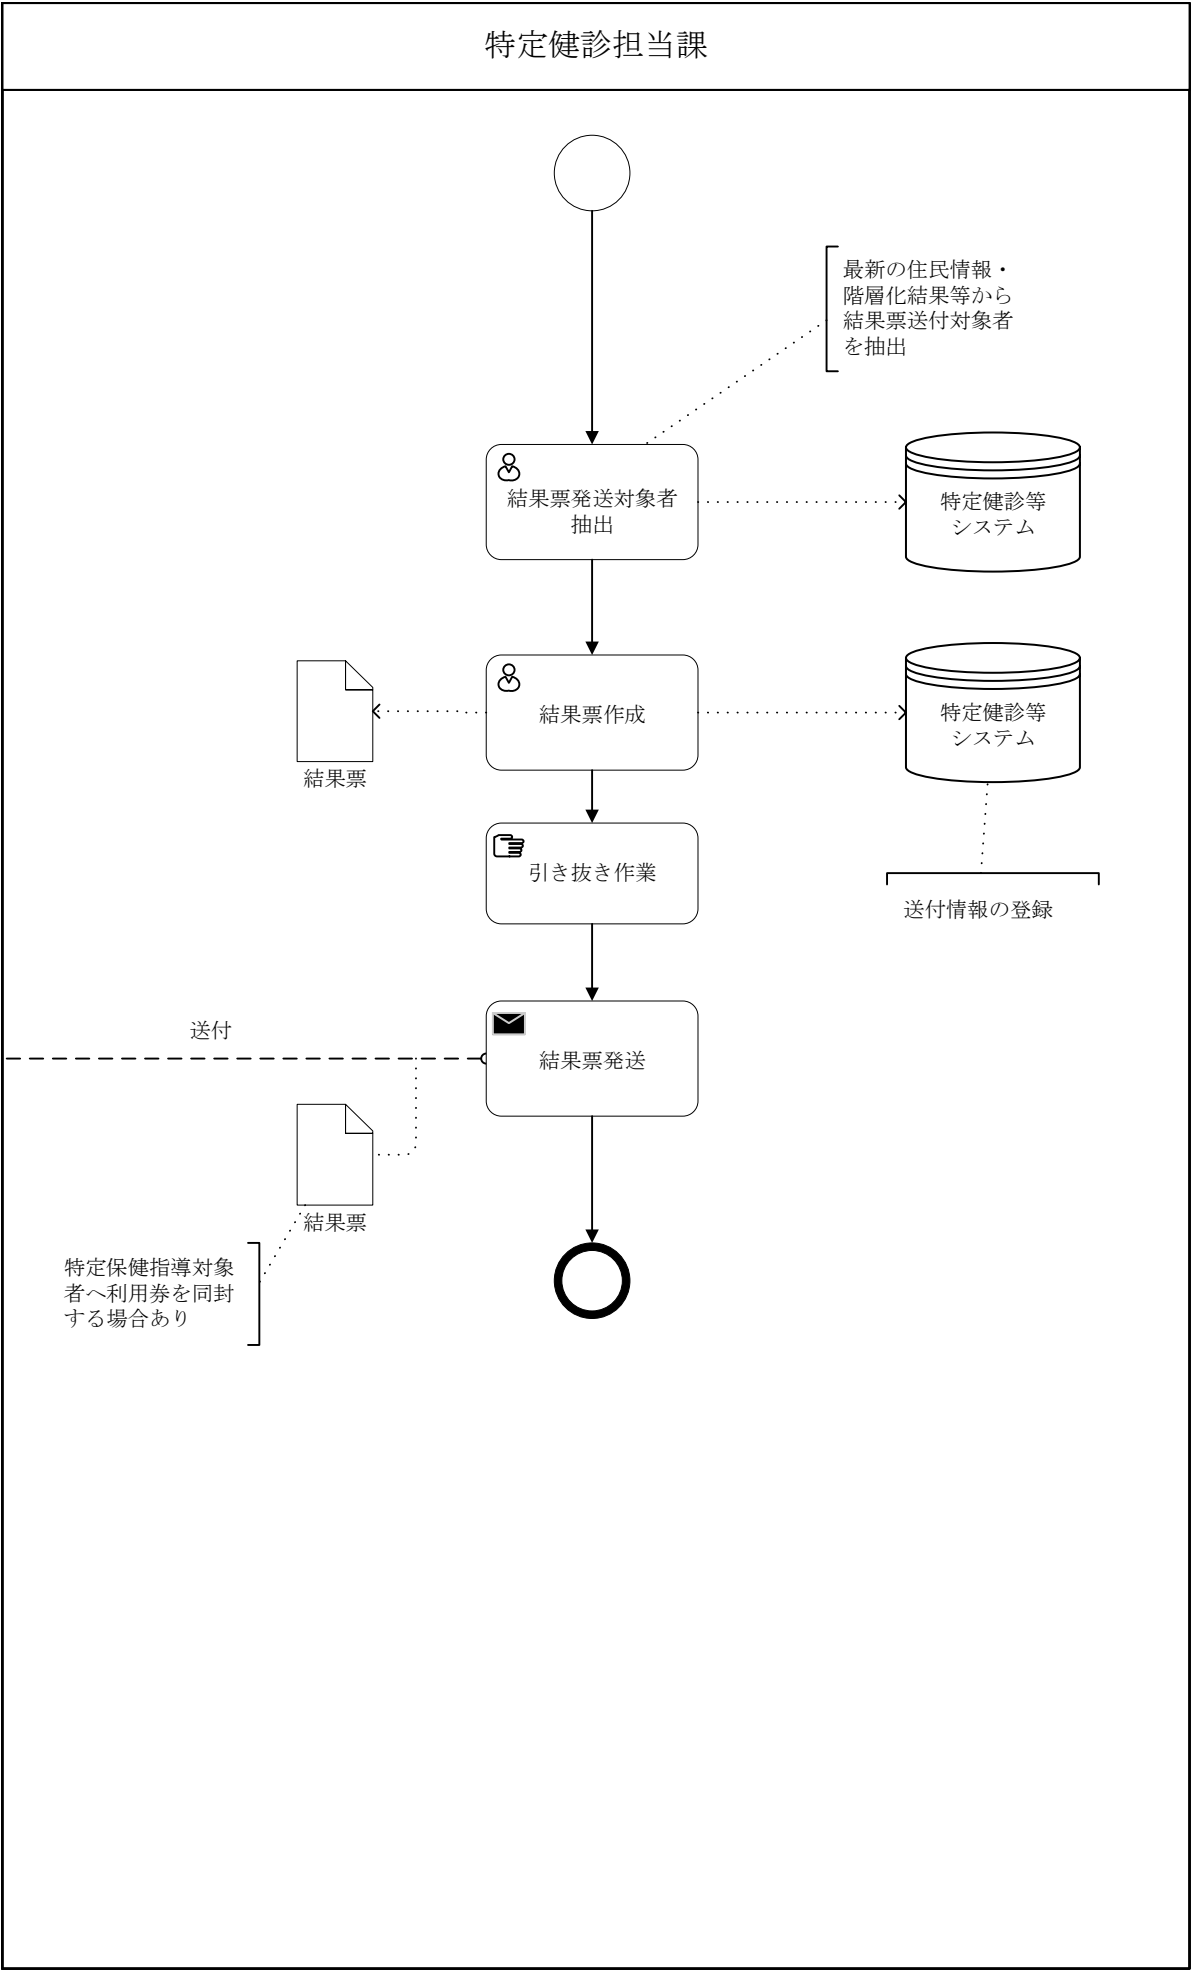 特定健診担当課
最新の住民情報・
階層化結果等から
結果票送付対象者
を抽出
結果票発送対象者
抽出
特定健診等
システム
結果票作成
特定健診等
システム
結果票
引き抜き作業
送付情報の登録
送付
結果票発送
結果票
特定保健指導対象
者へ利用券を同封
する場合あり